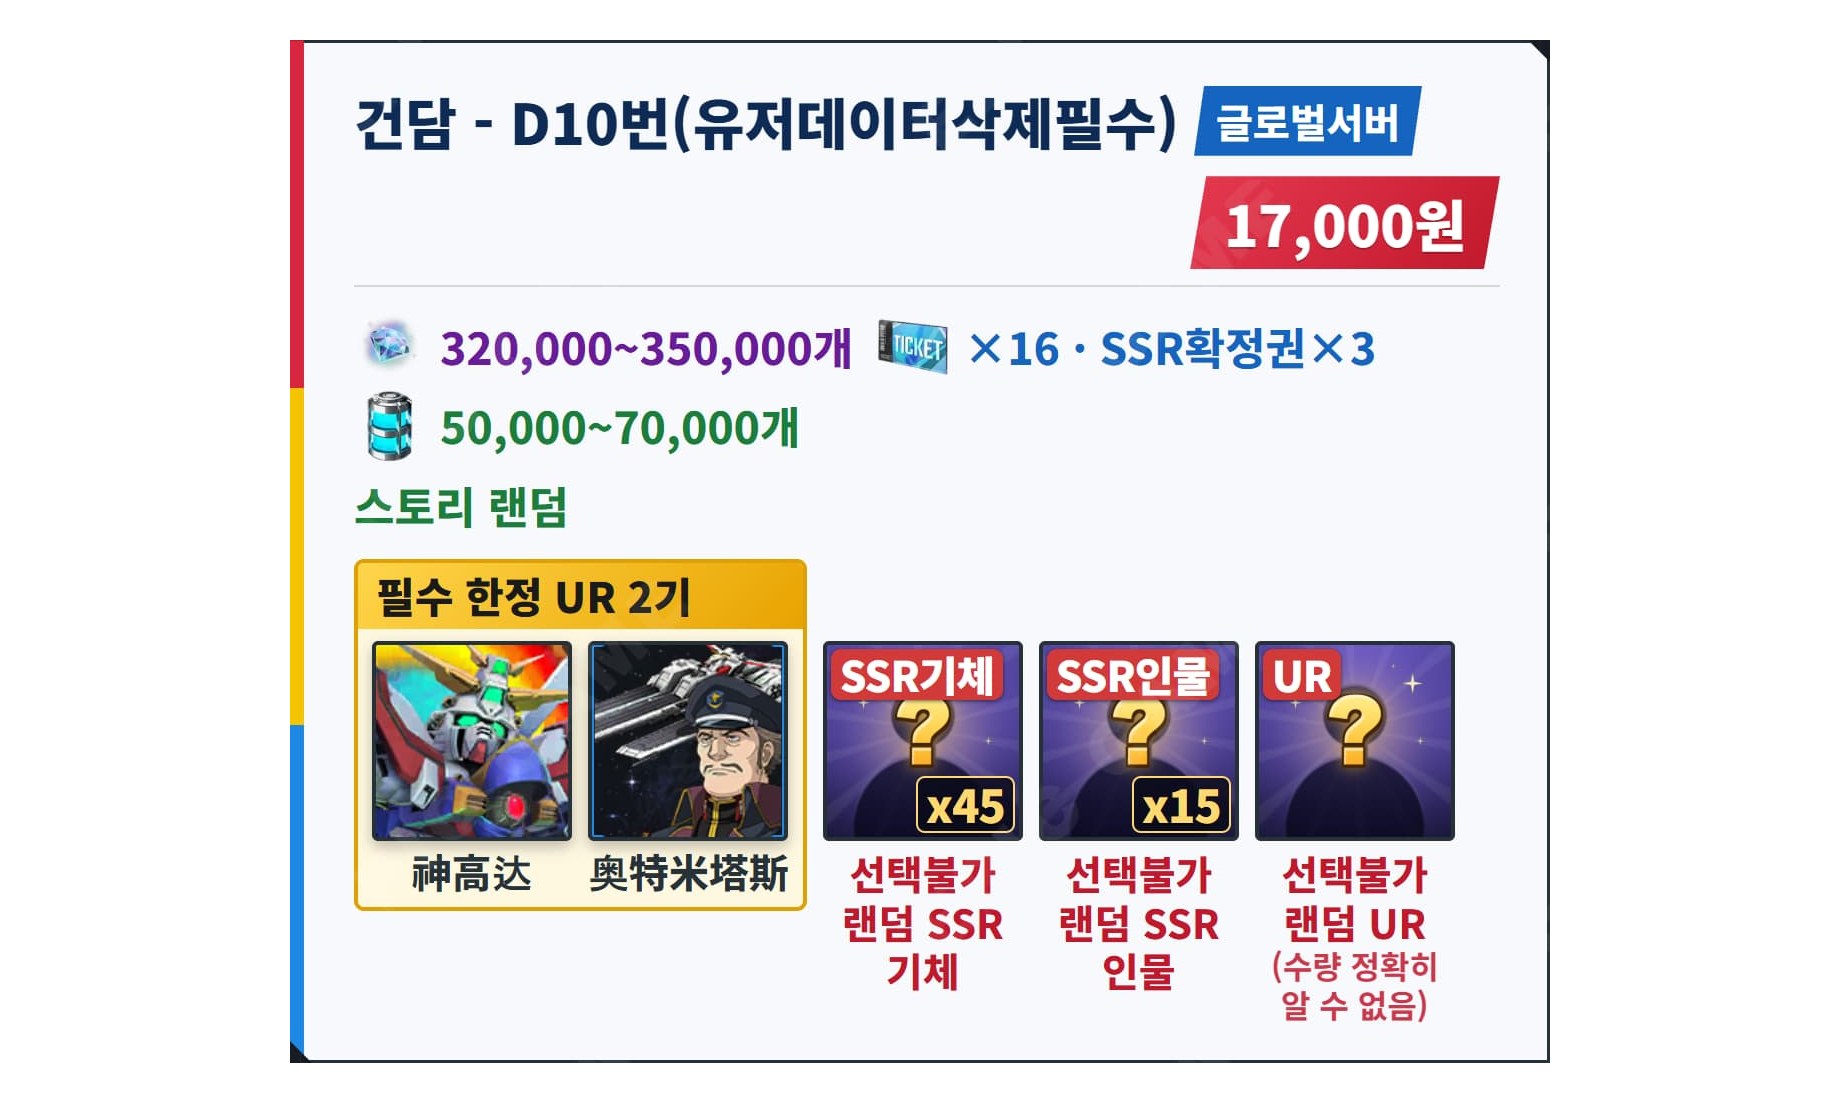 건담 - D10번(유저데이터삭제필수) 글로벌서버
17,000원
320,000~350,000개 TICKET ×16 · SSR확정권×3
50,000~70,000개
스토리 랜덤
필수 한정 UR 2기
神高达
奥特米塔斯
SSR기체
x45
선택불가
랜덤 SSR
기체
SSR인물
x15
선택불가
랜덤 SSR
인물
UR
선택불가
랜덤 UR
(수량 정확히
알 수 없음)